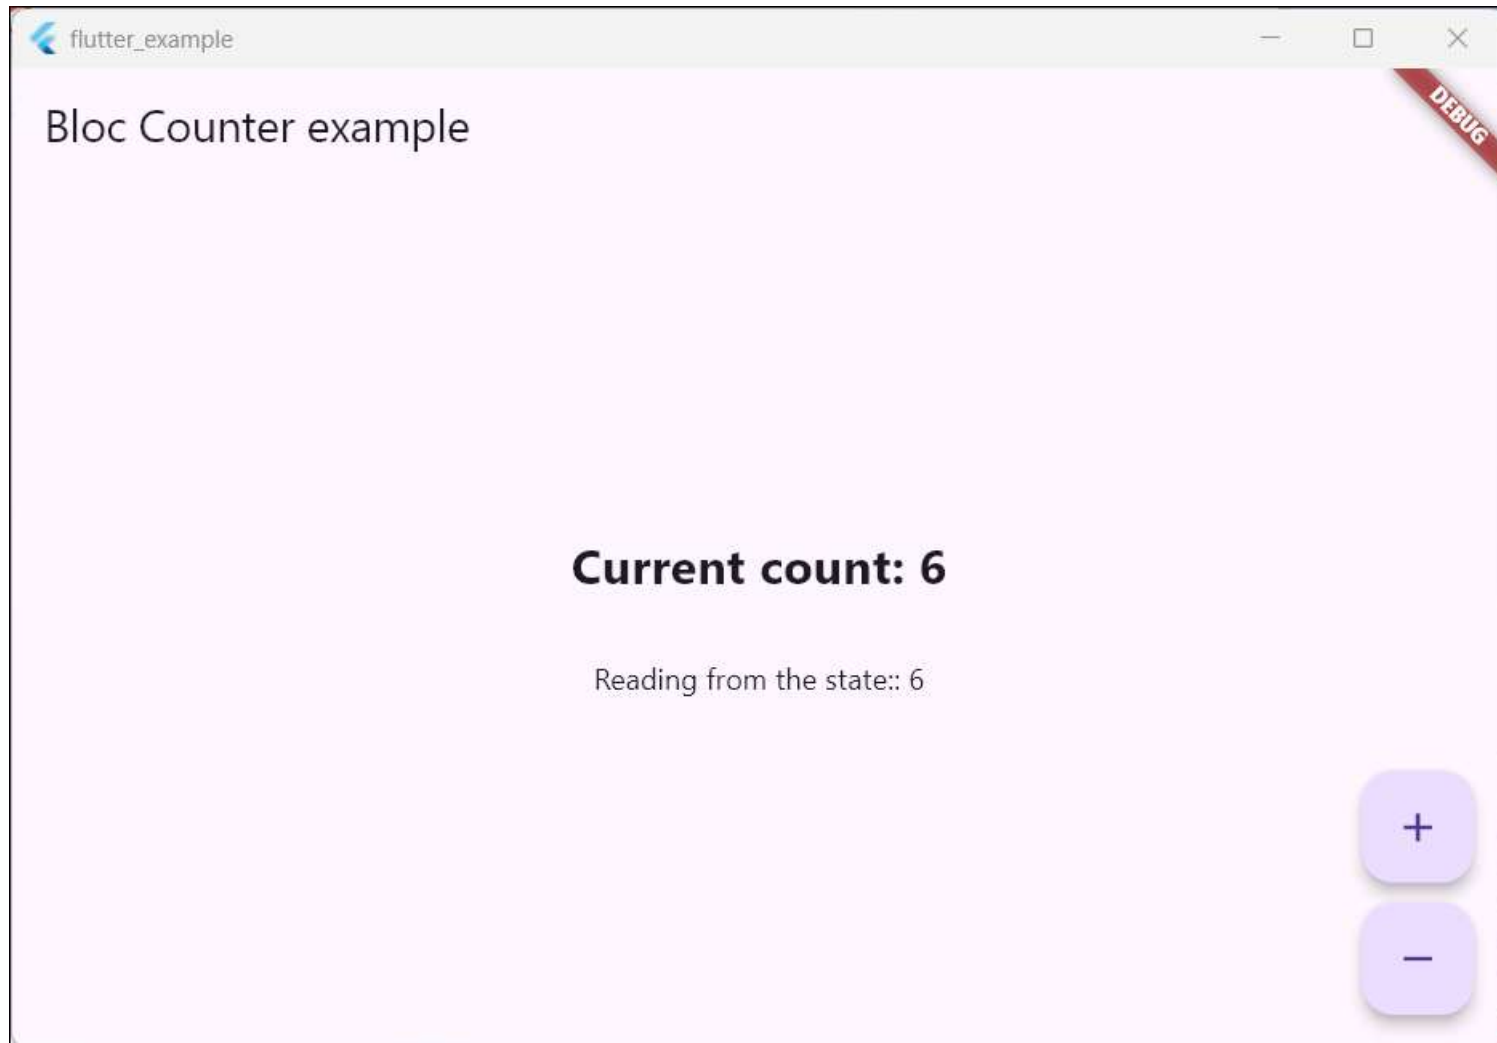 flutter_example
DEBUG
Bloc Counter example
Current count: 6
Reading from the state:: 6
+
−